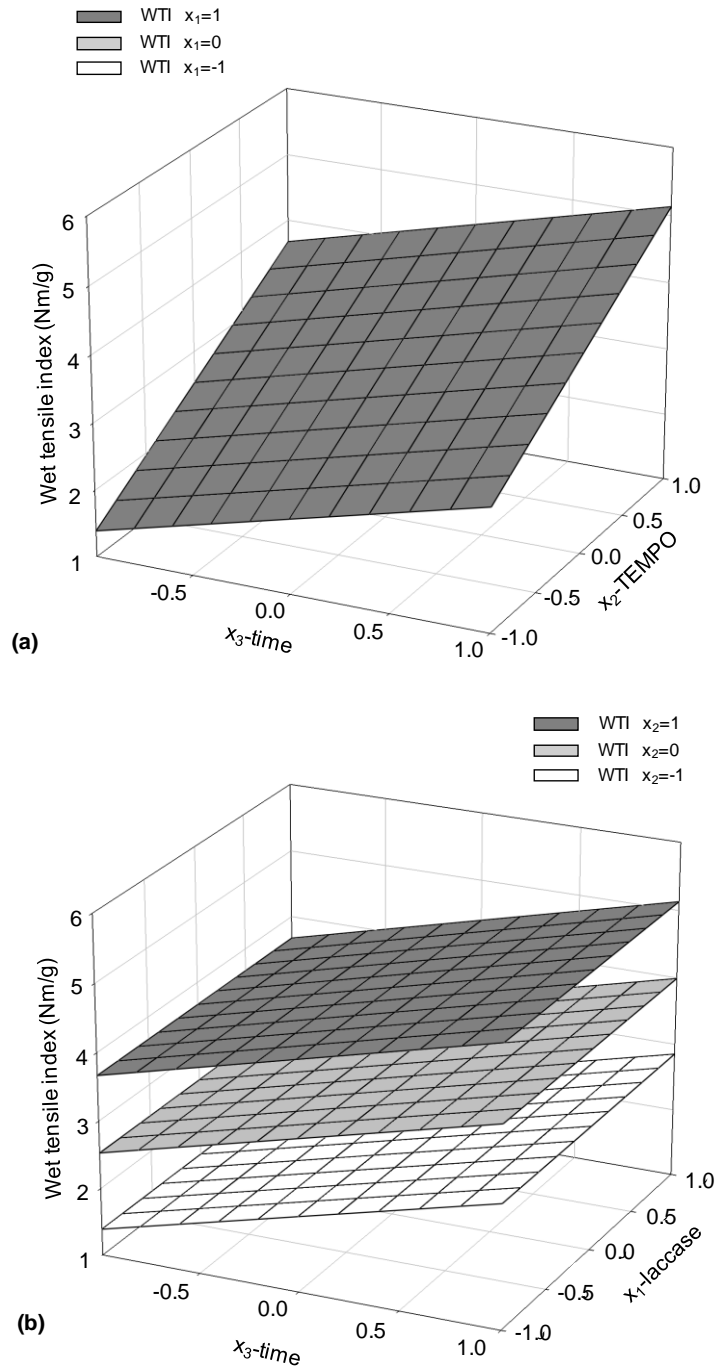 WTI x₁=1
WTI x₁=0
WTI x₁=-1
Wet tensile index (Nm/g)
6
5
4
3
2
1
-0.5
0.0
0.5
1.0
x₃-time
-1.0
-0.5
0.0
0.5
1.0
x₂-TEMPO
(a)
WTI x₂=1
WTI x₂=0
WTI x₂=-1
Wet tensile index (Nm/g)
6
5
4
3
2
1
-0.5
0.0
0.5
1.0
x₃-time
-1.0
-0.5
0.0
0.5
1.0
x₁-laccase
(b)